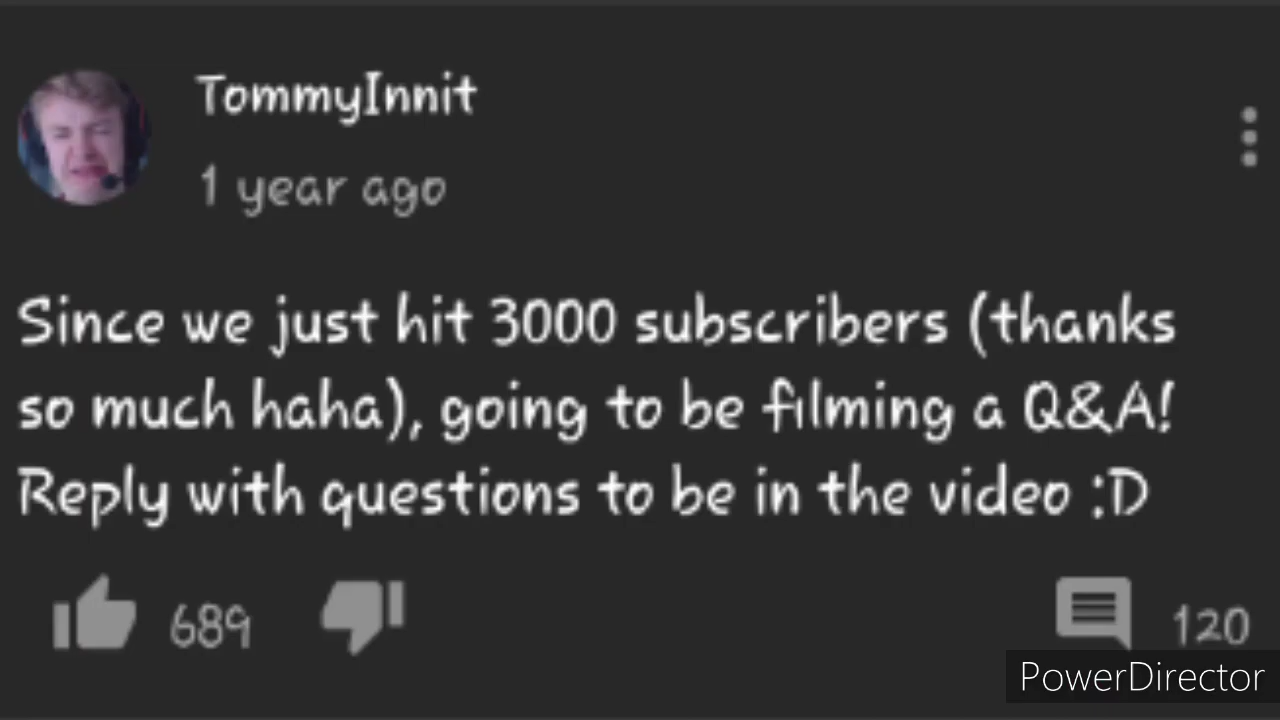 TommyInnit
1 year ago
Since we just hit 3000 subscribers (thanks
so much haha), going to be filming a Q&A!
Reply with questions to be in the video :D
689
120
PowerDirector